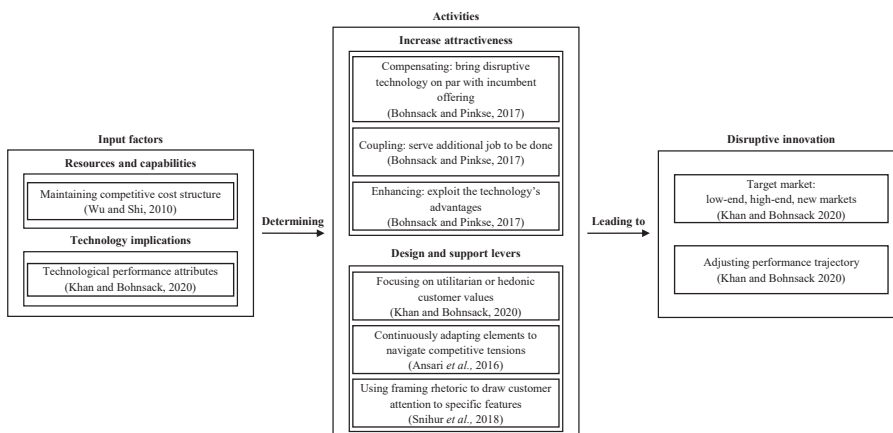 Activities
Increase attractiveness
Compensating: bring disruptive
technology on par with incumbent
offering
(Bohnsack and Pinkse, 2017)
Coupling: serve additional job to be done
(Bohnsack and Pinkse, 2017)
Enhancing: exploit the technology’s
advantages
(Bohnsack and Pinkse, 2017)
Design and support levers
Focusing on utilitarian or hedonic
customer values
(Khan and Bohnsack, 2020)
Continuously adapting elements to
navigate competitive tensions
(Ansari et al., 2016)
Using framing rhetoric to draw customer
attention to specific features
(Snihur et al., 2018)
Input factors
Resources and capabilities
Maintaining competitive cost structure
(Wu and Shi, 2010)
Technology implications
Technological performance attributes
(Khan and Bohnsack, 2020)
Determining
Leading to
Disruptive innovation
Target market:
low-end, high-end, new markets
(Khan and Bohnsack 2020)
Adjusting performance trajectory
(Khan and Bohnsack 2020)